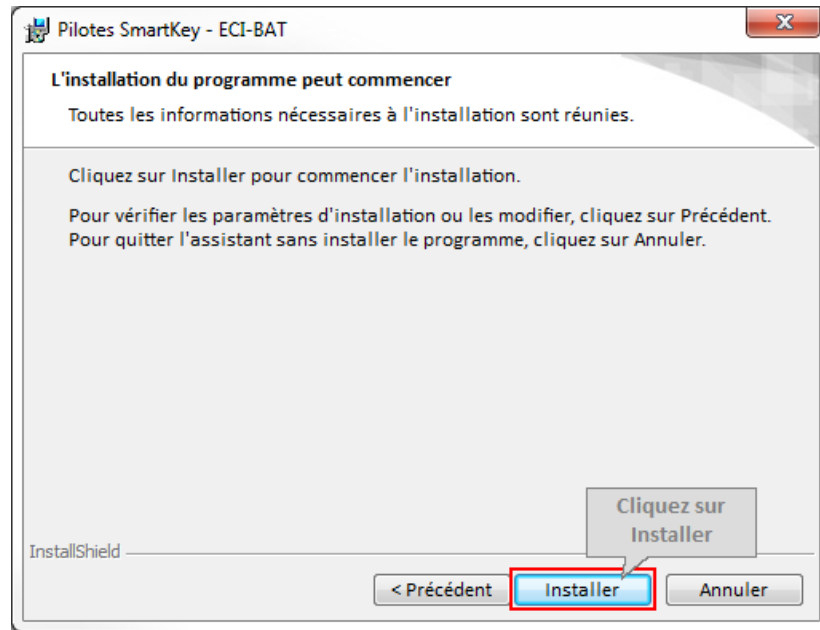 Pilotes SmartKey - ECI-BAT
L'installation du programme peut commencer
Toutes les informations nécessaires à l'installation sont réunies.
Cliquez sur Installer pour commencer l'installation.
Pour vérifier les paramètres d'installation ou les modifier, cliquez sur Précédent.
Pour quitter l'assistant sans installer le programme, cliquez sur Annuler.
Cliquez sur
Installer
InstallShield
< Précédent Installer Annuler